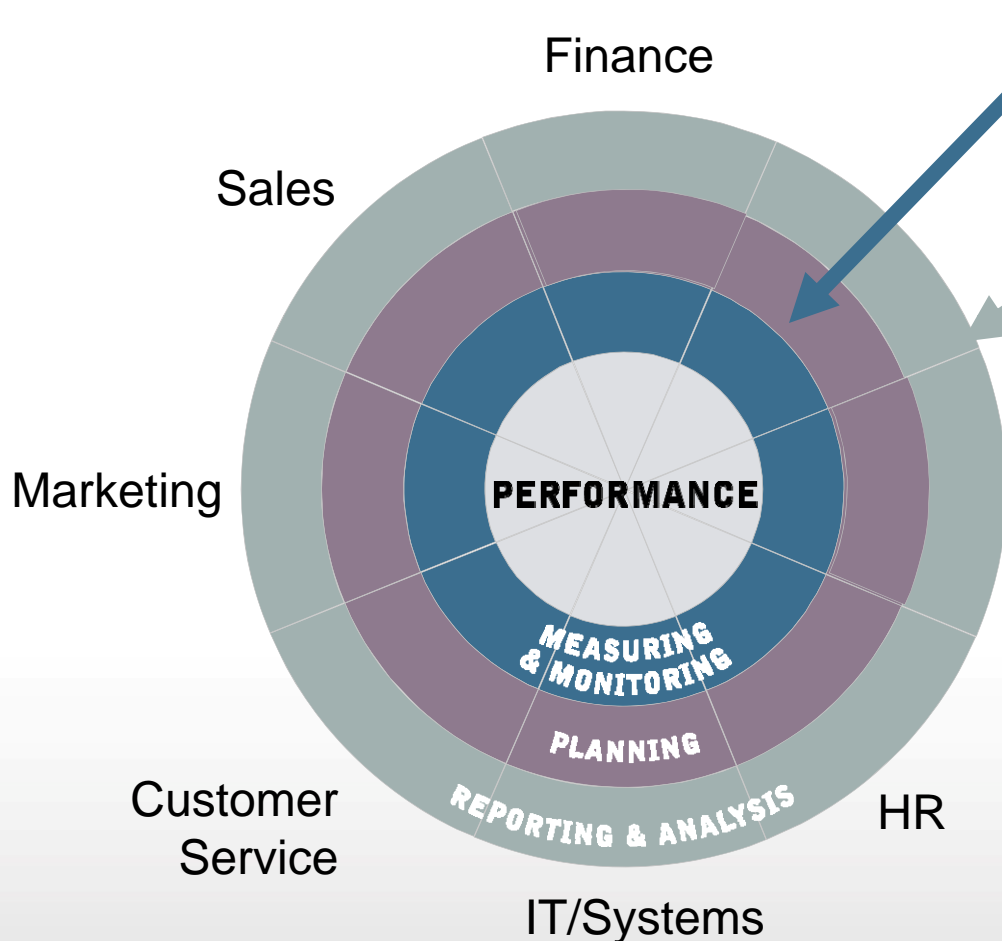 Finance
Sales
Marketing
PERFORMANCE
MEASURING
& MONITORING
PLANNING
REPORTING & ANALYSIS
Customer
Service
HR
IT/Systems